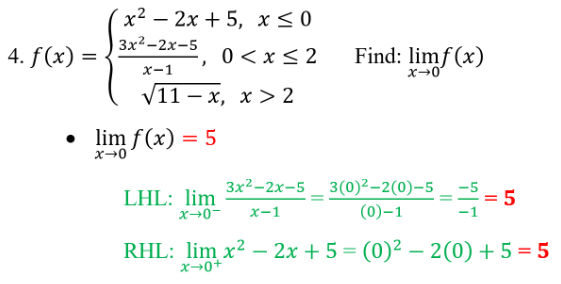 4. f(x) = { x² − 2x + 5, x ≤ 0
(3x²−2x−5)/(x−1), 0 < x ≤ 2 Find: lim x→0 f(x)
√(11 − x), x > 2
• lim x→0 f(x) = 5
LHL: lim x→0⁻ (3x²−2x−5)/(x−1) = (3(0)²−2(0)−5)/((0)−1) = (−5)/(−1) = 5
RHL: lim x→0⁺ x² − 2x + 5 = (0)² − 2(0) + 5 = 5